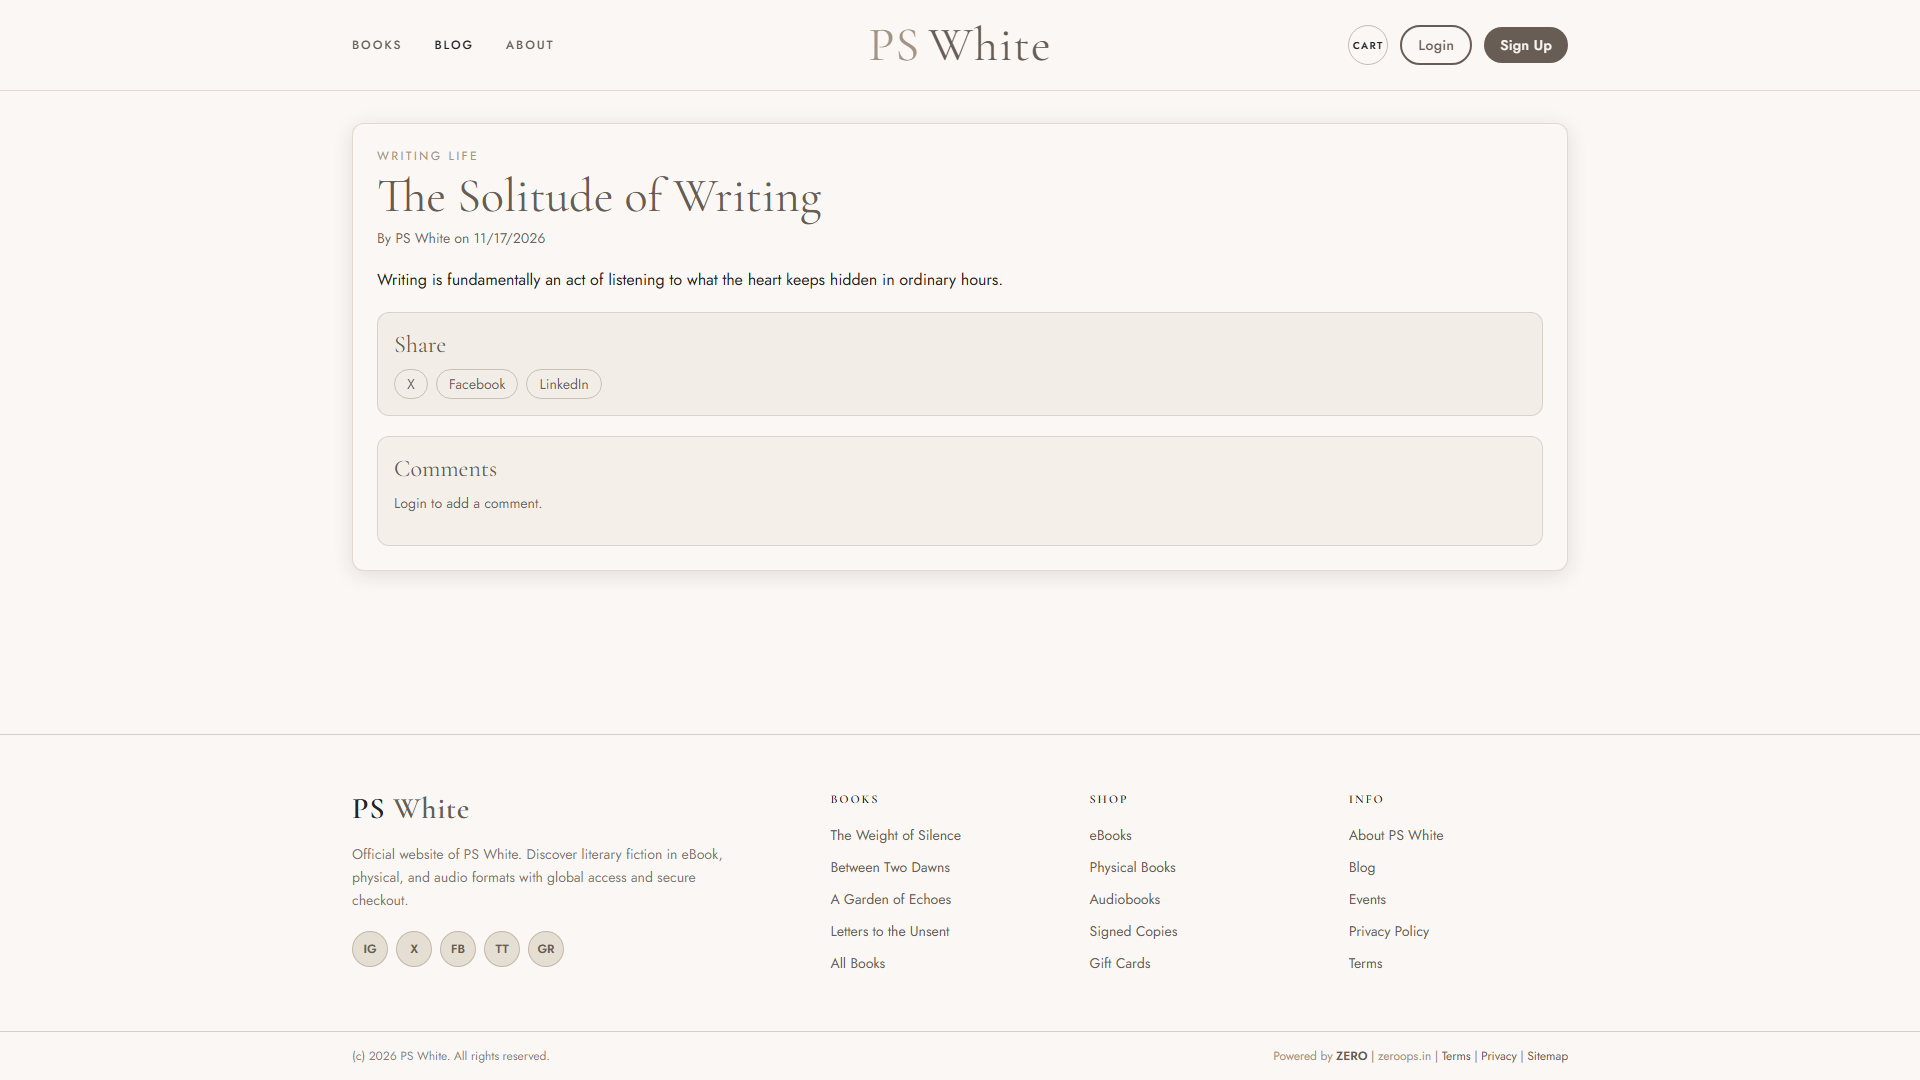 BOOKS BLOG ABOUT
PS White
CART Login Sign Up
WRITING LIFE
The Solitude of Writing
By PS White on 11/17/2026
Writing is fundamentally an act of listening to what the heart keeps hidden in ordinary hours.
Share
X Facebook LinkedIn
Comments
Login to add a comment.
PS White
Official website of PS White. Discover literary fiction in eBook,
physical, and audio formats with global access and secure
checkout.
IG X FB TT GR
BOOKS
The Weight of Silence
Between Two Dawns
A Garden of Echoes
Letters to the Unsent
All Books
SHOP
eBooks
Physical Books
Audiobooks
Signed Copies
Gift Cards
INFO
About PS White
Blog
Events
Privacy Policy
Terms
(c) 2026 PS White. All rights reserved.
Powered by ZERO | zeroops.in | Terms | Privacy | Sitemap